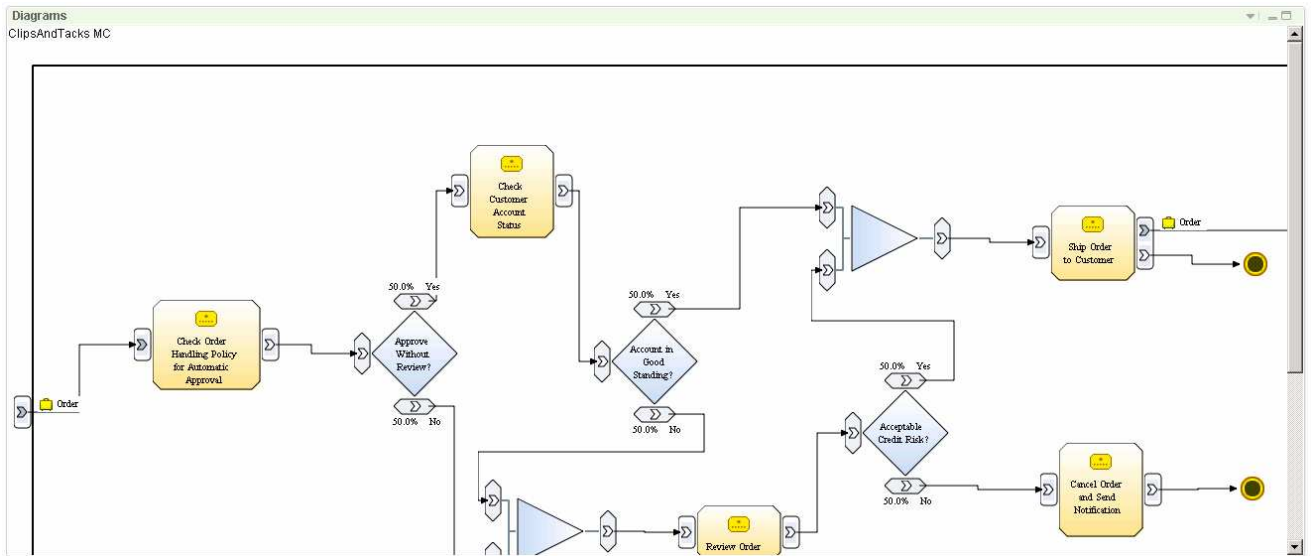 Diagrams
ClipsAndTacks MC
Order
Check Order
Handling Policy
for Automatic
Approval
Approve
Without
Review?
50.0% Yes
50.0% No
Check
Customer
Account
Status
Account in
Good
Standing?
50.0% Yes
50.0% No
Review Order
Acceptable
Credit Risk?
50.0% Yes
50.0% No
Ship Order
to Customer
Order
Cancel Order
and Send
Notification